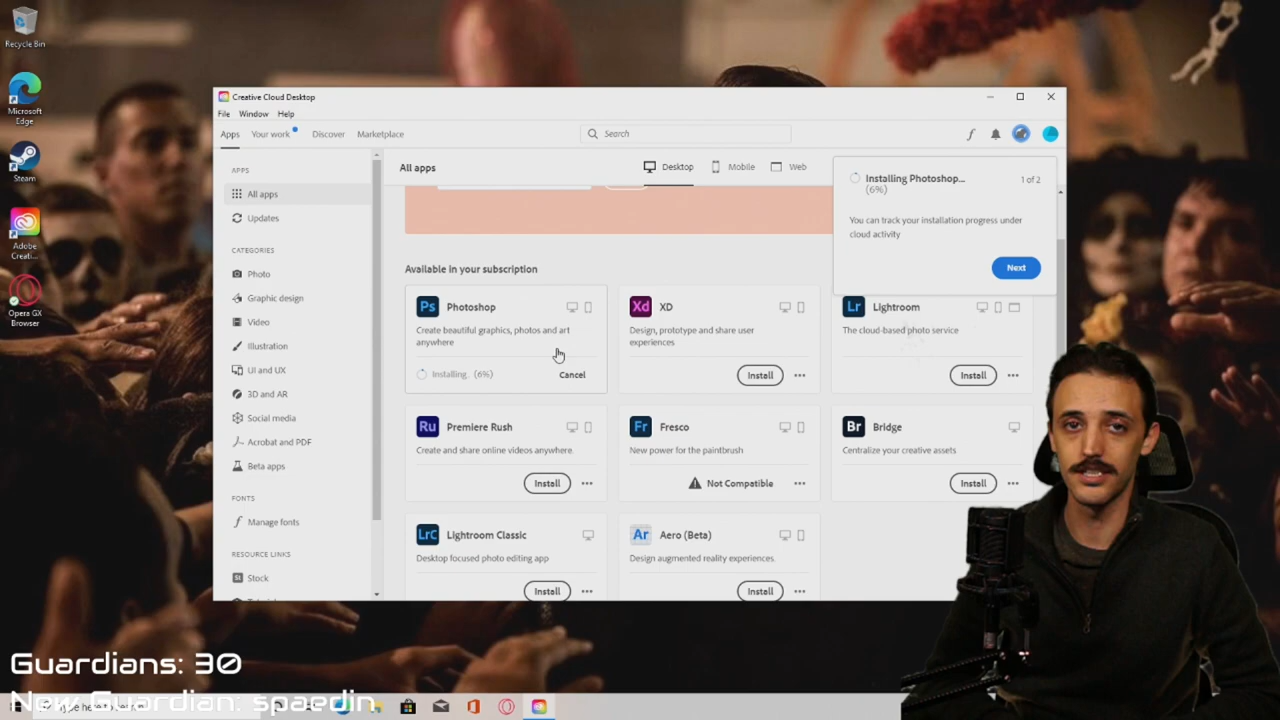 Recycle Bin
Microsoft
Edge
Steam
Adobe
Creati...
Opera GX
Browser
Creative Cloud Desktop
File Window Help
Apps Your work Discover Marketplace
Search
APPS
All apps
Updates
CATEGORIES
Photo
Graphic design
Video
Illustration
UI and UX
3D and AR
Social media
Acrobat and PDF
Beta apps
FONTS
Manage fonts
RESOURCE LINKS
St Stock
All apps
Desktop Mobile Web
Installing Photoshop...
(6%)
1 of 2
You can track your installation progress under
cloud activity
Next
Available in your subscription
Ps Photoshop
Create beautiful graphics, photos and art
anywhere
Installing. (6%) Cancel
Xd XD
Design, prototype and share user
experiences
Install
Lr Lightroom
The cloud-based photo service
Install
Ru Premiere Rush
Create and share online videos anywhere.
Install
Fr Fresco
New power for the paintbrush
Not Compatible
Br Bridge
Centralize your creative assets
Install
LrC Lightroom Classic
Desktop focused photo editing app
Install
Ar Aero (Beta)
Design augmented reality experiences.
Install
Guardians: 30
New Guardian: spaedin